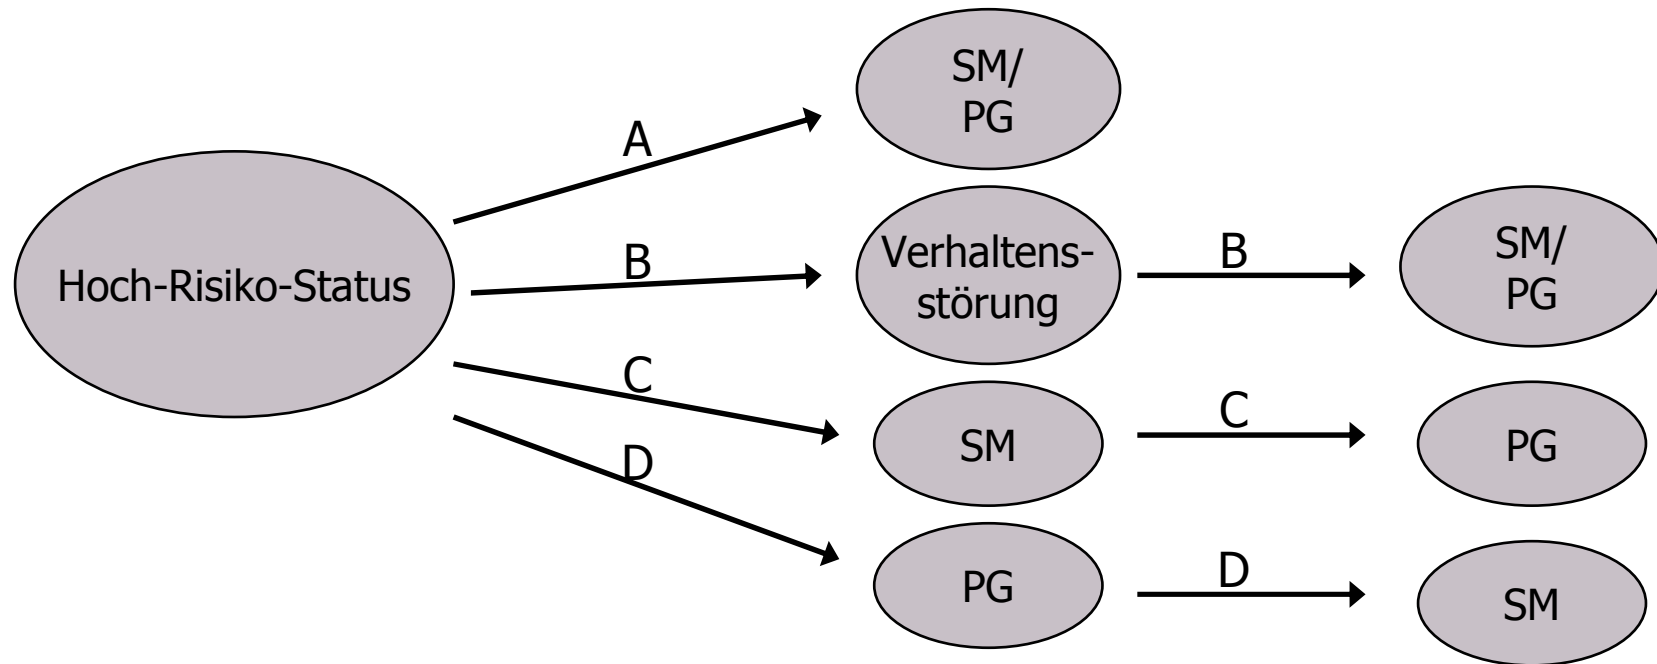 SM/
PG
A
Hoch-Risiko-Status
B
Verhaltens-
störung
B
SM/
PG
C
SM
C
PG
D
PG
D
SM